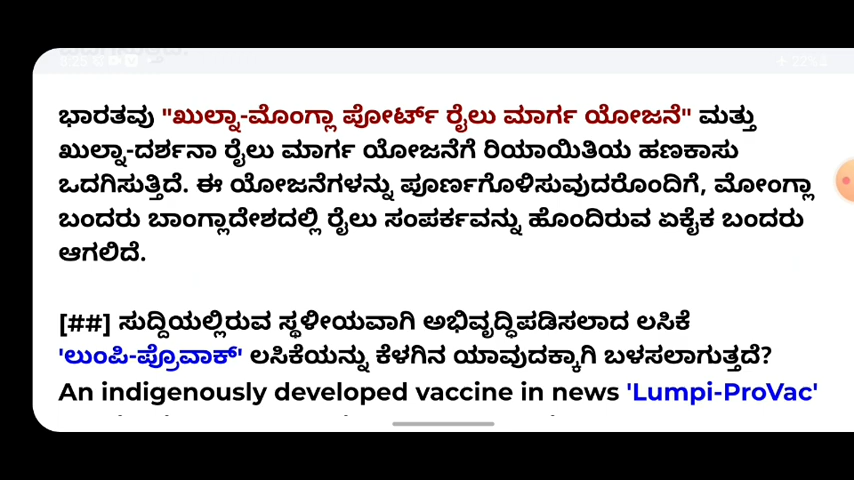 ಭಾರತವು "ಖುಲ್ನಾ-ಮೊಂಗ್ಲಾ ಪೋರ್ಟ್ ರೈಲು ಮಾರ್ಗ ಯೋಜನೆ" ಮತ್ತು
ಖುಲ್ನಾ-ದರ್ಶನಾ ರೈಲು ಮಾರ್ಗ ಯೋಜನೆಗೆ ರಿಯಾಯಿತಿಯ ಹಣಕಾಸು
ಒದಗಿಸುತ್ತಿದೆ. ಈ ಯೋಜನೆಗಳನ್ನು ಪೂರ್ಣಗೊಳಿಸುವುದರೊಂದಿಗೆ, ಮೋಂಗ್ಲಾ
ಬಂದರು ಬಾಂಗ್ಲಾದೇಶದಲ್ಲಿ ರೈಲು ಸಂಪರ್ಕವನ್ನು ಹೊಂದಿರುವ ಏಕೈಕ ಬಂದರು
ಆಗಲಿದೆ.
[##] ಸುದ್ದಿಯಲ್ಲಿರುವ ಸ್ಥಳೀಯವಾಗಿ ಅಭಿವೃದ್ಧಿಪಡಿಸಲಾದ ಲಸಿಕೆ
'ಲುಂಪಿ-ಪ್ರೊವಾಕ್' ಲಸಿಕೆಯನ್ನು ಕೆಳಗಿನ ಯಾವುದಕ್ಕಾಗಿ ಬಳಸಲಾಗುತ್ತದೆ?
An indigenously developed vaccine in news 'Lumpi-ProVac'